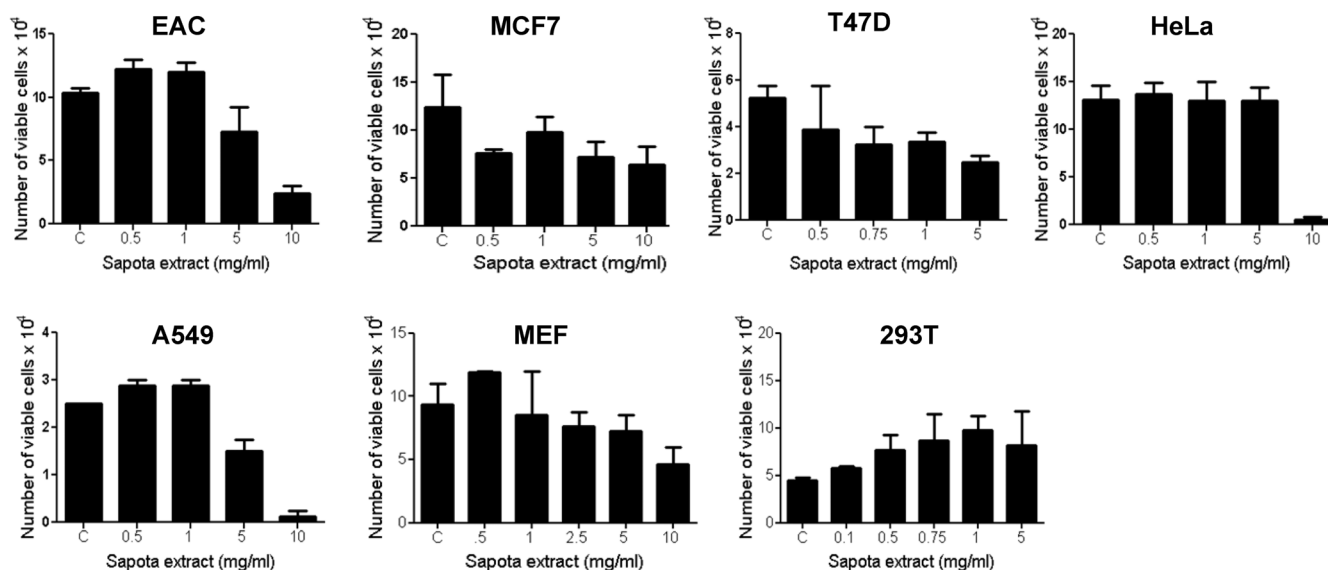 EAC
Number of viable cells x 10⁴
15
10
5
0
C 0.5 1 5 10
Sapota extract (mg/ml)
MCF7
Number of viable cells x 10⁴
20
15
10
5
0
C 0.5 1 5 10
Sapota extract (mg/ml)
T47D
Number of viable cells x 10⁴
8
6
4
2
0
C 0.5 0.75 1 5
Sapota extract (mg/ml)
HeLa
Number of viable cells x 10⁴
20
15
10
5
0
C 0.5 1 5 10
Sapota extract (mg/ml)
A549
Number of viable cells x 10⁴
4
3
2
1
0
C 0.5 1 5 10
Sapota extract (mg/ml)
MEF
Number of viable cells x 10⁴
15
10
5
0
C .5 1 2.5 5 10
Sapota extract (mg/ml)
293T
Number of viable cells x 10⁴
20
15
10
5
0
C 0.1 0.5 0.75 1 5
Sapota extract (mg/ml)